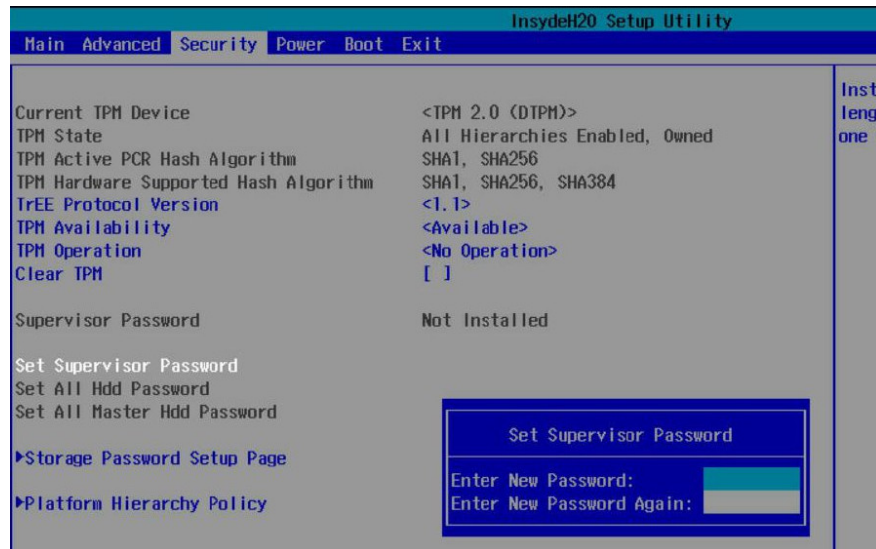 InsydeH20 Setup Utility
Main Advanced Security Power Boot Exit
Current TPM Device <TPM 2.0 (DTPM)>
TPM State All Hierarchies Enabled, Owned
TPM Active PCR Hash Algorithm SHA1, SHA256
TPM Hardware Supported Hash Algorithm SHA1, SHA256, SHA384
TrEE Protocol Version <1.1>
TPM Availability <Available>
TPM Operation <No Operation>
Clear TPM [ ]
Supervisor Password Not Installed
Set Supervisor Password
Set All Hdd Password
Set All Master Hdd Password
▶Storage Password Setup Page
▶Platform Hierarchy Policy
Set Supervisor Password
Enter New Password:
Enter New Password Again:
Inst
leng
one